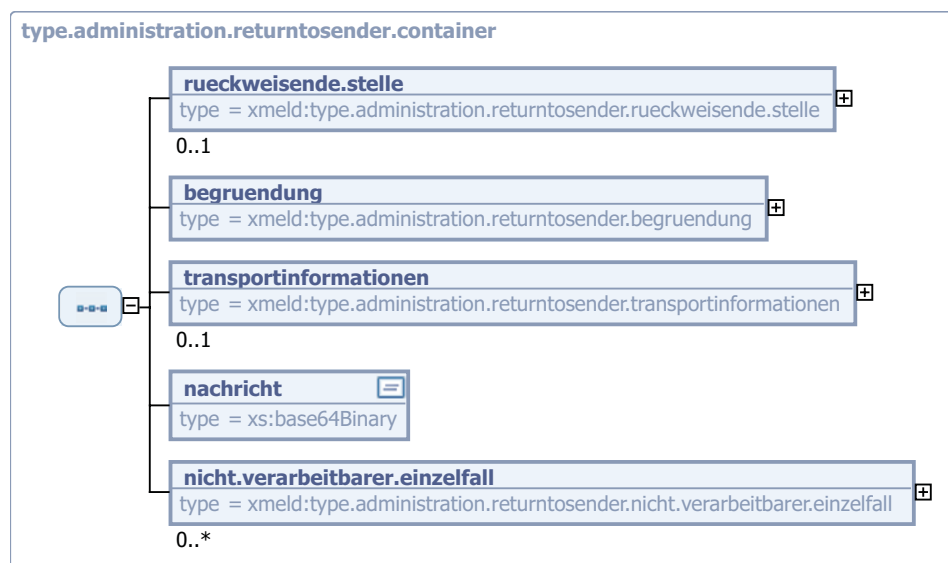 type.administration.returntosender.container
rueckweisende.stelle
type = xmeld:type.administration.returntosender.rueckweisende.stelle
0..1
begruendung
type = xmeld:type.administration.returntosender.begruendung
transportinformationen
type = xmeld:type.administration.returntosender.transportinformationen
0..1
nachricht
type = xs:base64Binary
nicht.verarbeitbarer.einzelfall
type = xmeld:type.administration.returntosender.nicht.verarbeitbarer.einzelfall
0..*